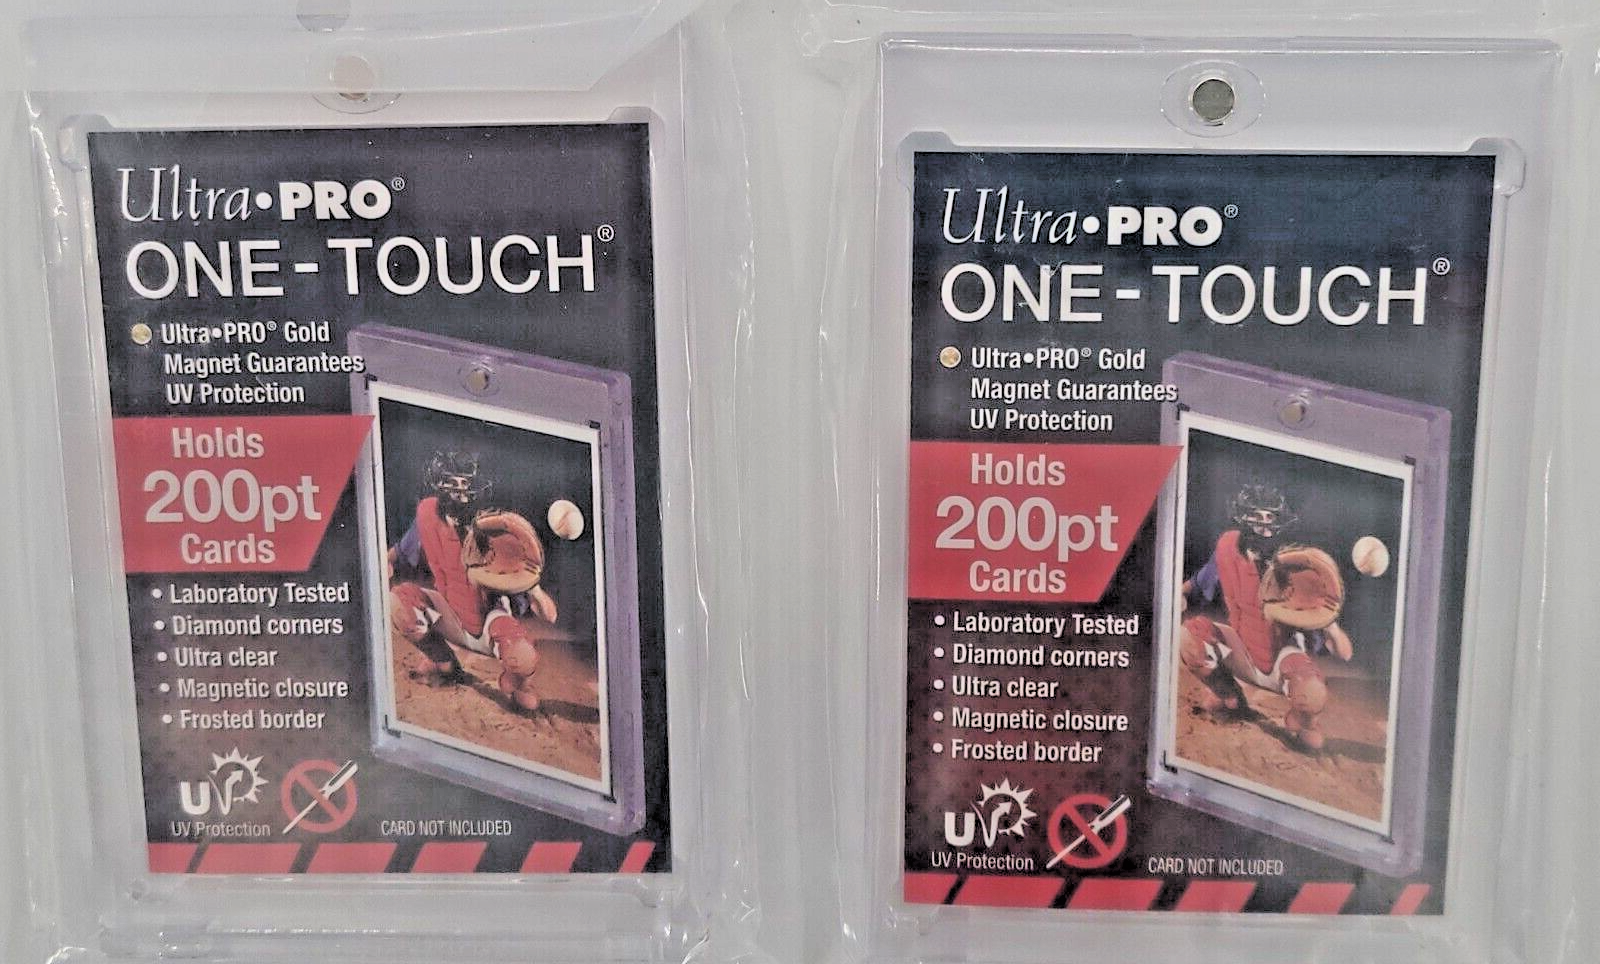 Ultra•PRO®
ONE-TOUCH®
Ultra•PRO® Gold
Magnet Guarantees
UV Protection
Holds
200pt
Cards
• Laboratory Tested
• Diamond corners
• Ultra clear
• Magnetic closure
• Frosted border
UV
UV Protection
CARD NOT INCLUDED
Ultra•PRO®
ONE-TOUCH®
Ultra•PRO® Gold
Magnet Guarantees
UV Protection
Holds
200pt
Cards
• Laboratory Tested
• Diamond corners
• Ultra clear
• Magnetic closure
• Frosted border
UV
UV Protection
CARD NOT INCLUDED